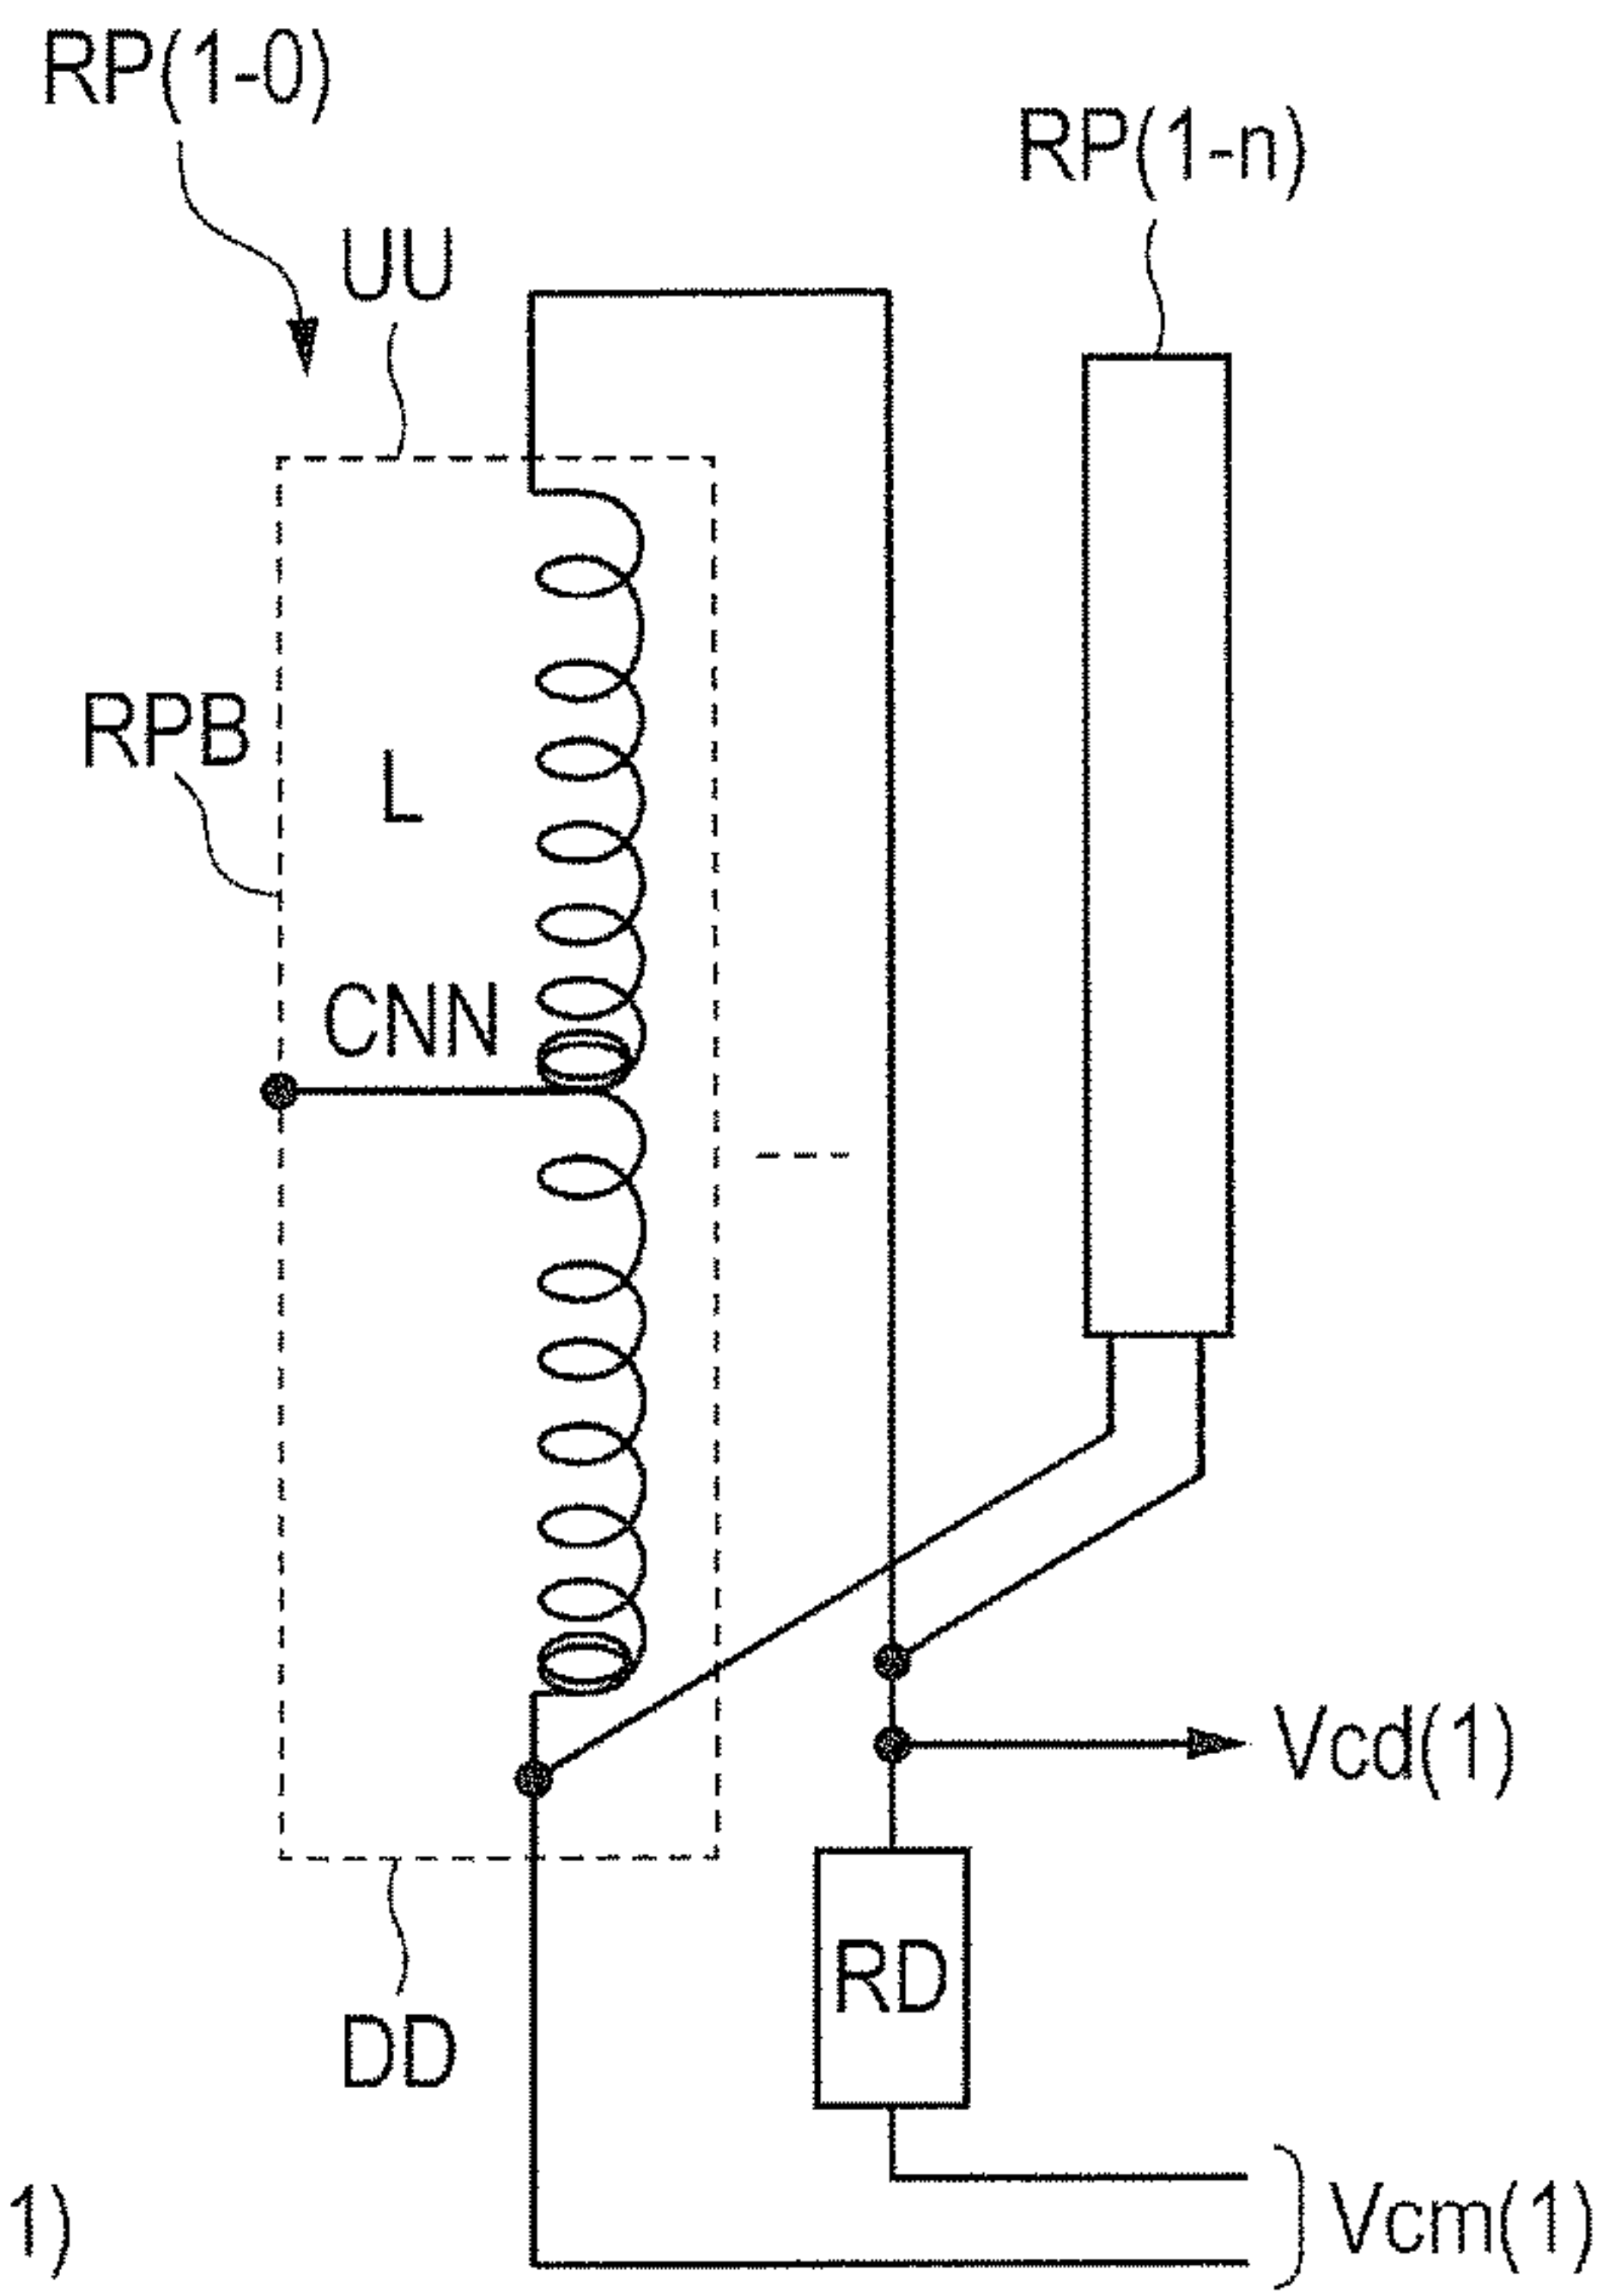 RP(1-0)
RP(1-n)
UU
RPB
L
CNN
Vcd(1)
RD
DD
1)
Vcm(1)